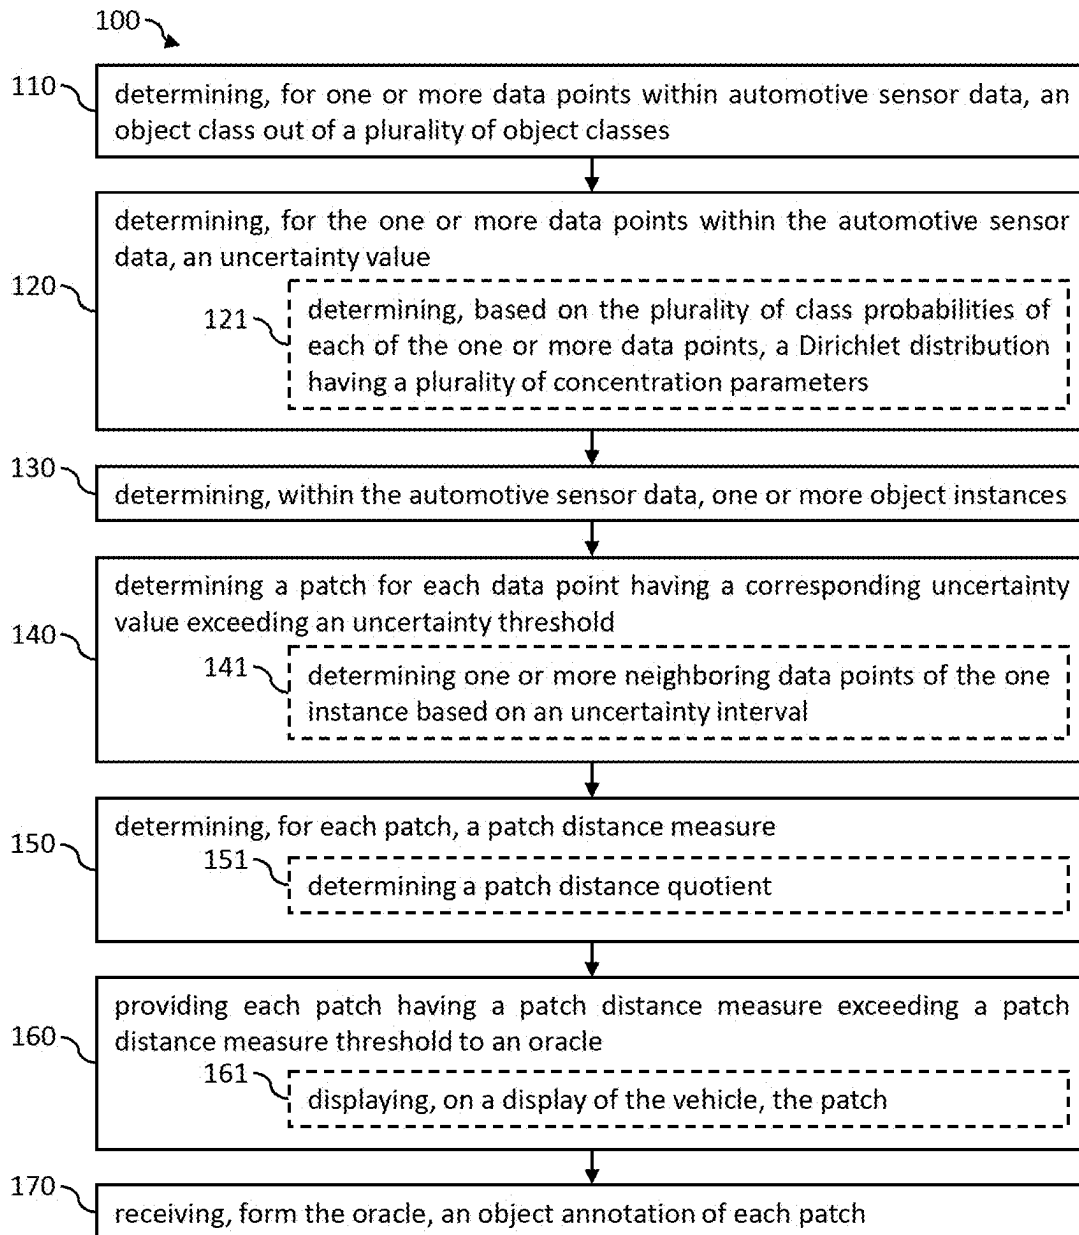 100
110
determining, for one or more data points within automotive sensor data, an
object class out of a plurality of object classes
determining, for the one or more data points within the automotive sensor
data, an uncertainty value
120
121
determining, based on the plurality of class probabilities of
each of the one or more data points, a Dirichlet distribution
having a plurality of concentration parameters
130
determining, within the automotive sensor data, one or more object instances
determining a patch for each data point having a corresponding uncertainty
value exceeding an uncertainty threshold
140
141
determining one or more neighboring data points of the one
instance based on an uncertainty interval
determining, for each patch, a patch distance measure
150
151
determining a patch distance quotient
providing each patch having a patch distance measure exceeding a patch
distance measure threshold to an oracle
160
161
displaying, on a display of the vehicle, the patch
170
receiving, form the oracle, an object annotation of each patch